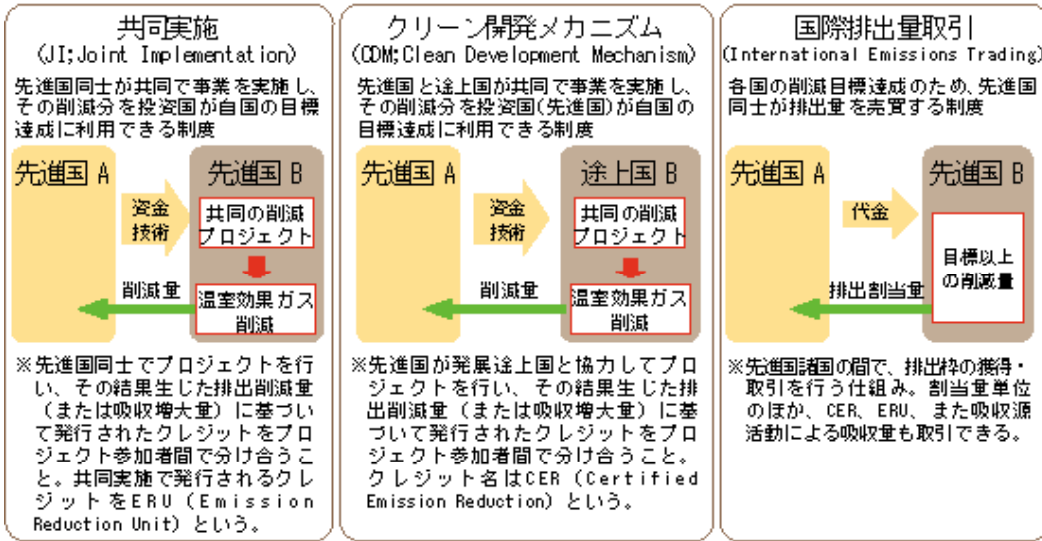 共同実施
(JI;Joint Implementation)
先進国同士が共同で事業を実施し、
その削減分を投資国が自国の目標
達成に利用できる制度
先進国 A
先進国 B
資金
技術
共同の削減
プロジェクト
削減量
温室効果ガス
削減
※先進国同士でプロジェクトを行
い、その結果生じた排出削減量
(または吸収増大量)に基づい
て発行されたクレジットをプロ
ジェクト参加者間で分け合うこ
と。共同実施で発行されるクレ
ジットをERU (Emission
Reduction Unit) という。
クリーン開発メカニズム
(CDM;Clean Development Mechanism)
先進国と途上国が共同で事業を実施し、
その削減分を投資国(先進国)が自国の
目標達成に利用できる制度
先進国 A
途上国 B
資金
技術
共同の削減
プロジェクト
削減量
温室効果ガス
削減
※先進国が発展途上国と協力してプロ
ジェクトを行い、その結果生じた排
出削減量(または吸収増大量)に基
づいて発行されたクレジットをプロ
ジェクト参加者間で分け合うこと。
クレジット名はCER (Certified
Emission Reduction) という。
国際排出量取引
(International Emissions Trading)
各国の削減目標達成のため、先進国
同士が排出量を売買する制度
先進国 A
先進国 B
代金
目標以上
の削減量
排出割当量
※先進国諸国の間で、排出枠の獲得・
取引を行う仕組み。割当量単位
のほか、CER、ERU、また吸収源
活動による吸収量も取引できる。